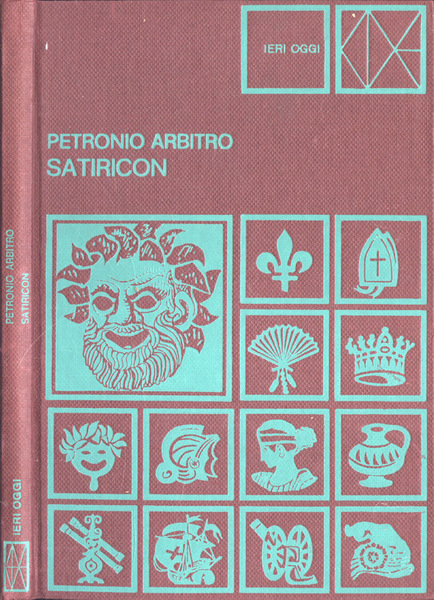 IERI OGGI
PETRONIO ARBITRO
SATIRICON
PETRONIO ARBITRO
SATIRICON
IERI OGGI